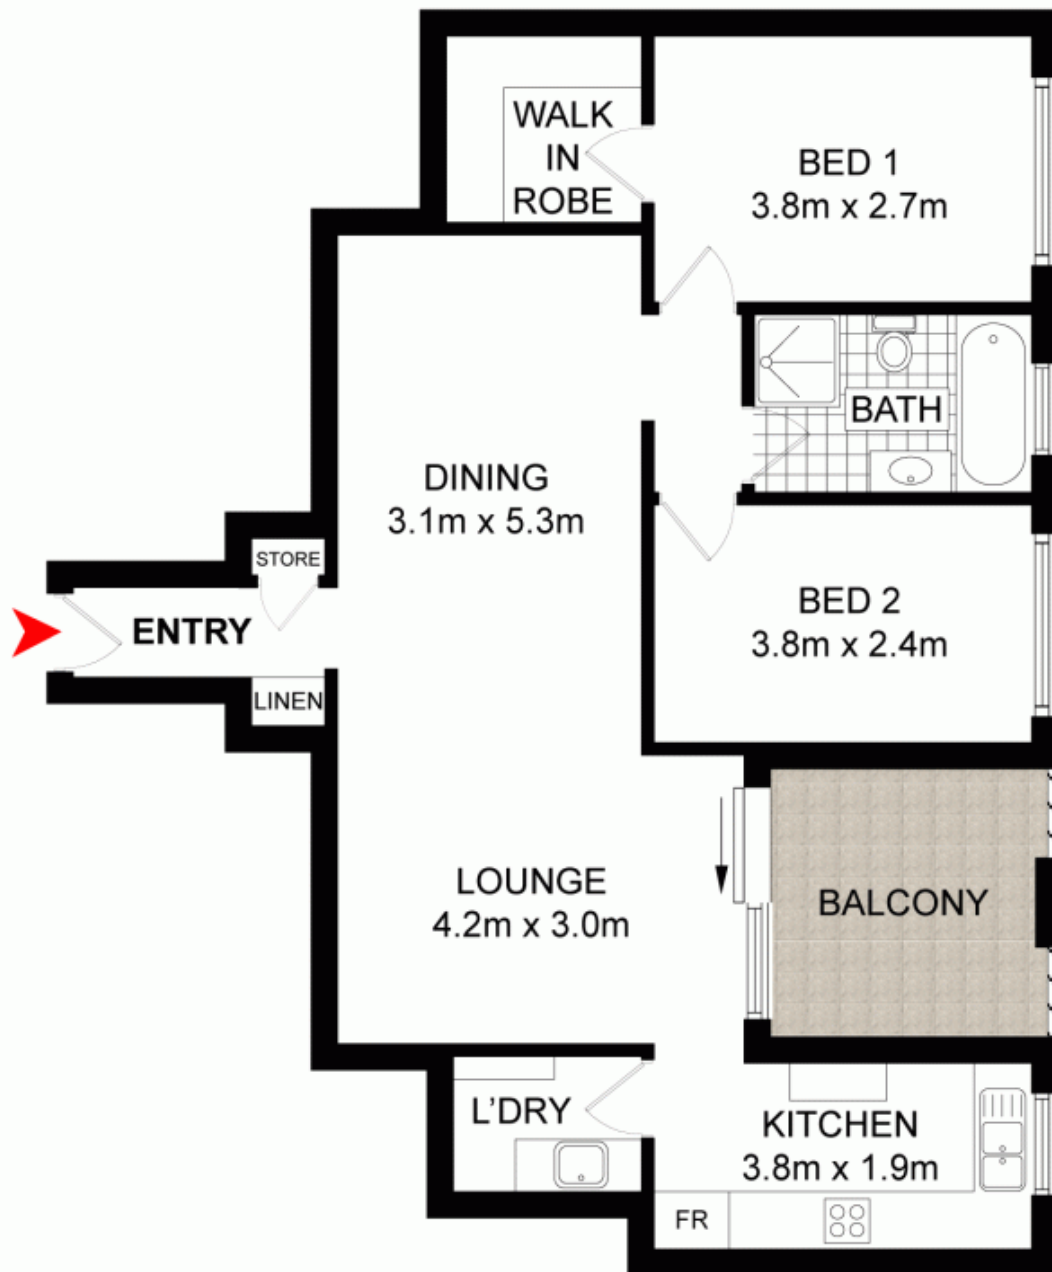 WALK
IN
ROBE
BED 1
3.8m x 2.7m
BATH
DINING
3.1m x 5.3m
STORE
ENTRY
LINEN
BED 2
3.8m x 2.4m
LOUNGE
4.2m x 3.0m
BALCONY
L'DRY
KITCHEN
3.8m x 1.9m
FR